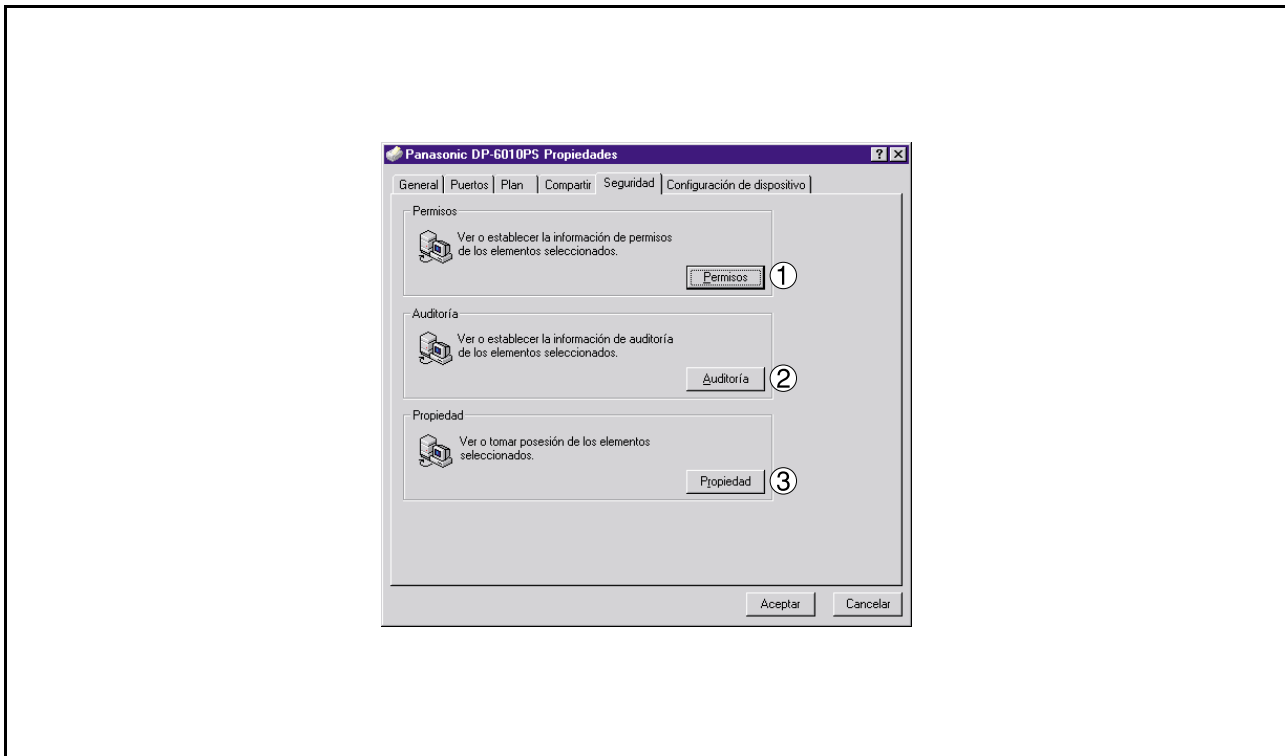 Panasonic DP-6010PS Propiedades
General Puertos Plan Compartir Seguridad Configuración de dispositivo
Permisos
Ver o establecer la información de permisos
de los elementos seleccionados.
Permisos ①
Auditoría
Ver o establecer la información de auditoría
de los elementos seleccionados.
Auditoría ②
Propiedad
Ver o tomar posesión de los elementos
seleccionados.
Propiedad ③
Aceptar Cancelar